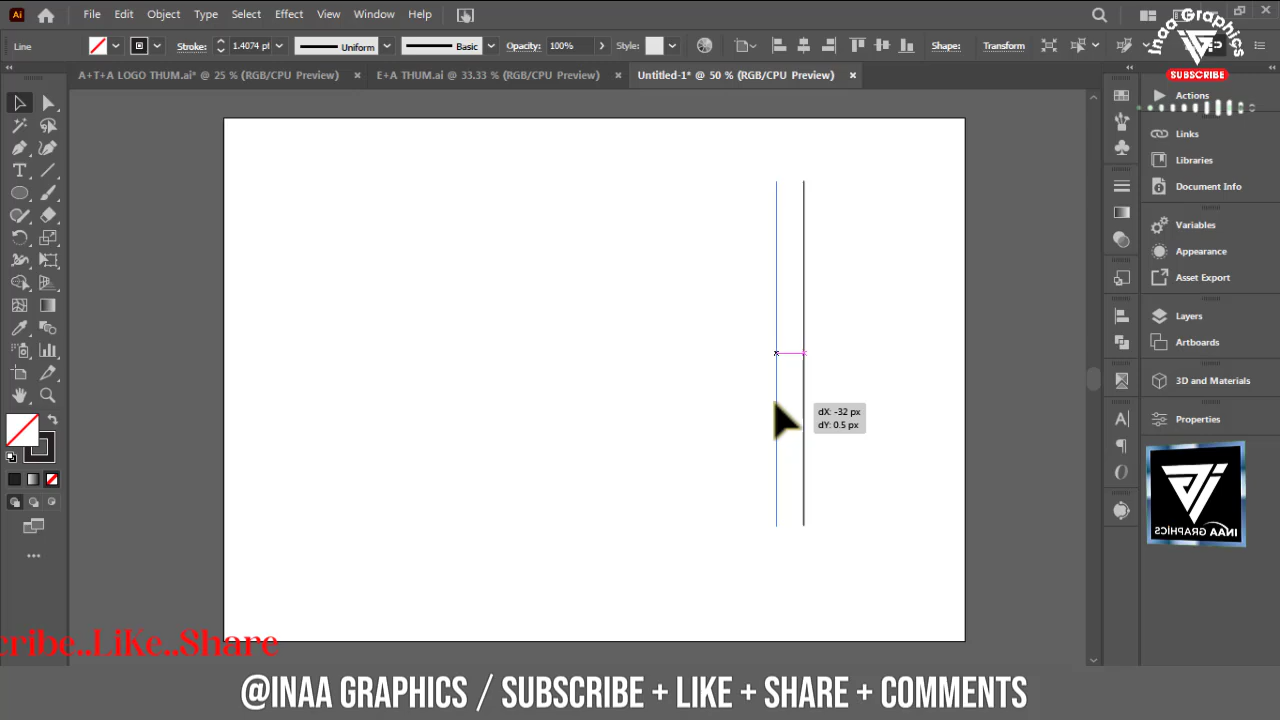 Ai File Edit Object Type Select Effect View Window Help
Line Stroke: 1.4074 pt Uniform Basic Opacity: 100% Style: Shape: Transform
Inaa Graphics
SUBSCRIBE
A+T+A LOGO THUM.ai* @ 25 % (RGB/CPU Preview) × E+A THUM.ai @ 33.33 % (RGB/CPU Preview) × Untitled-1* @ 50 % (RGB/CPU Preview) ×
Actions
Links
Libraries
Document Info
Variables
Appearance
Asset Export
Layers
Artboards
3D and Materials
Properties
dX: -32 px
dY: 0.5 px
INAA GRAPHICS
cribe..LiKe..Share
@INAA GRAPHICS / SUBSCRIBE + LIKE + SHARE + COMMENTS